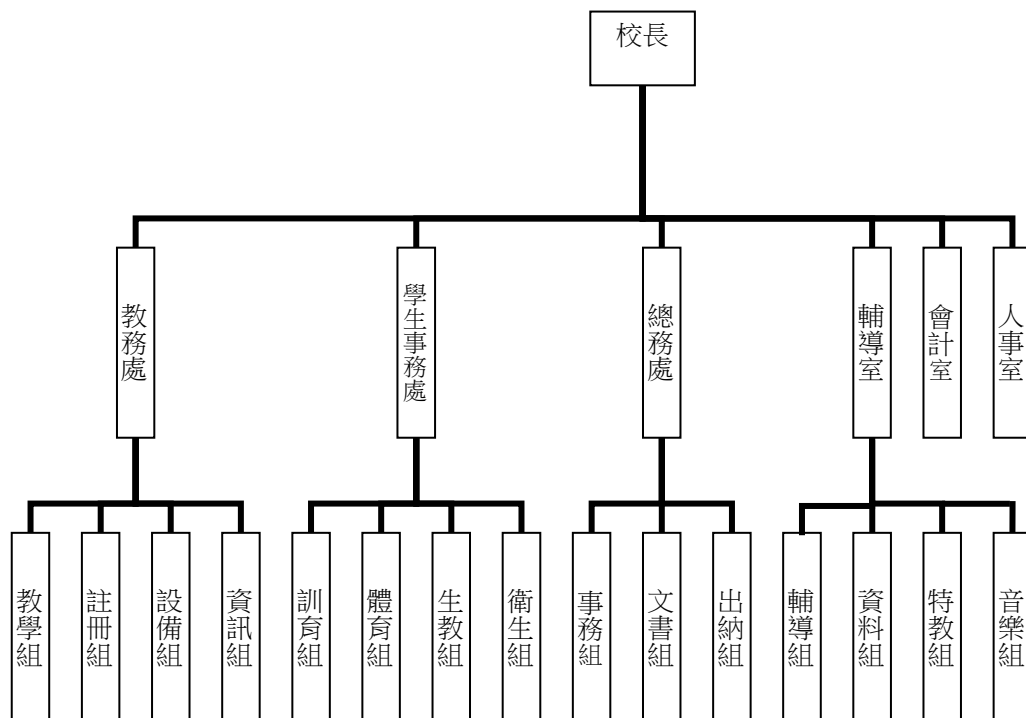 校長
教務處
學生事務處
總務處
輔導室
會計室
人事室
教學組
註冊組
設備組
資訊組
訓育組
體育組
生教組
衛生組
事務組
文書組
出納組
輔導組
資料組
特教組
音樂組